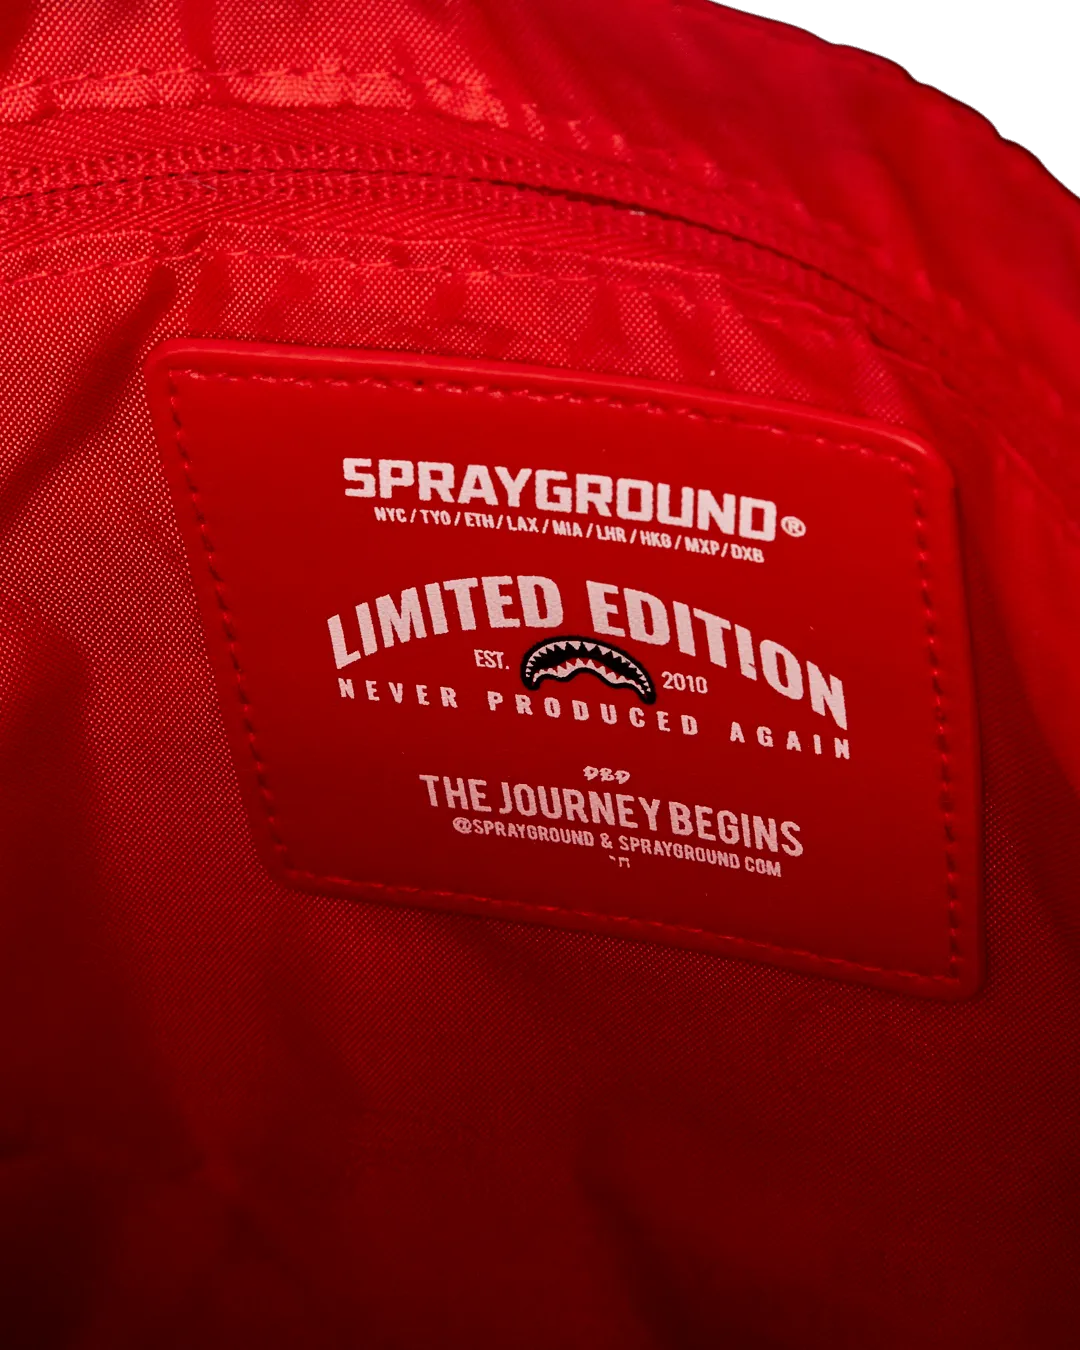 SPRAYGROUND®
NYC / TYO / ETH / LAX / MIA / LHR / HKG / MXP / DXB
LIMITED EDITION
EST. 2010
NEVER PRODUCED AGAIN
THE JOURNEY BEGINS
@SPRAYGROUND & SPRAYGROUND.COM